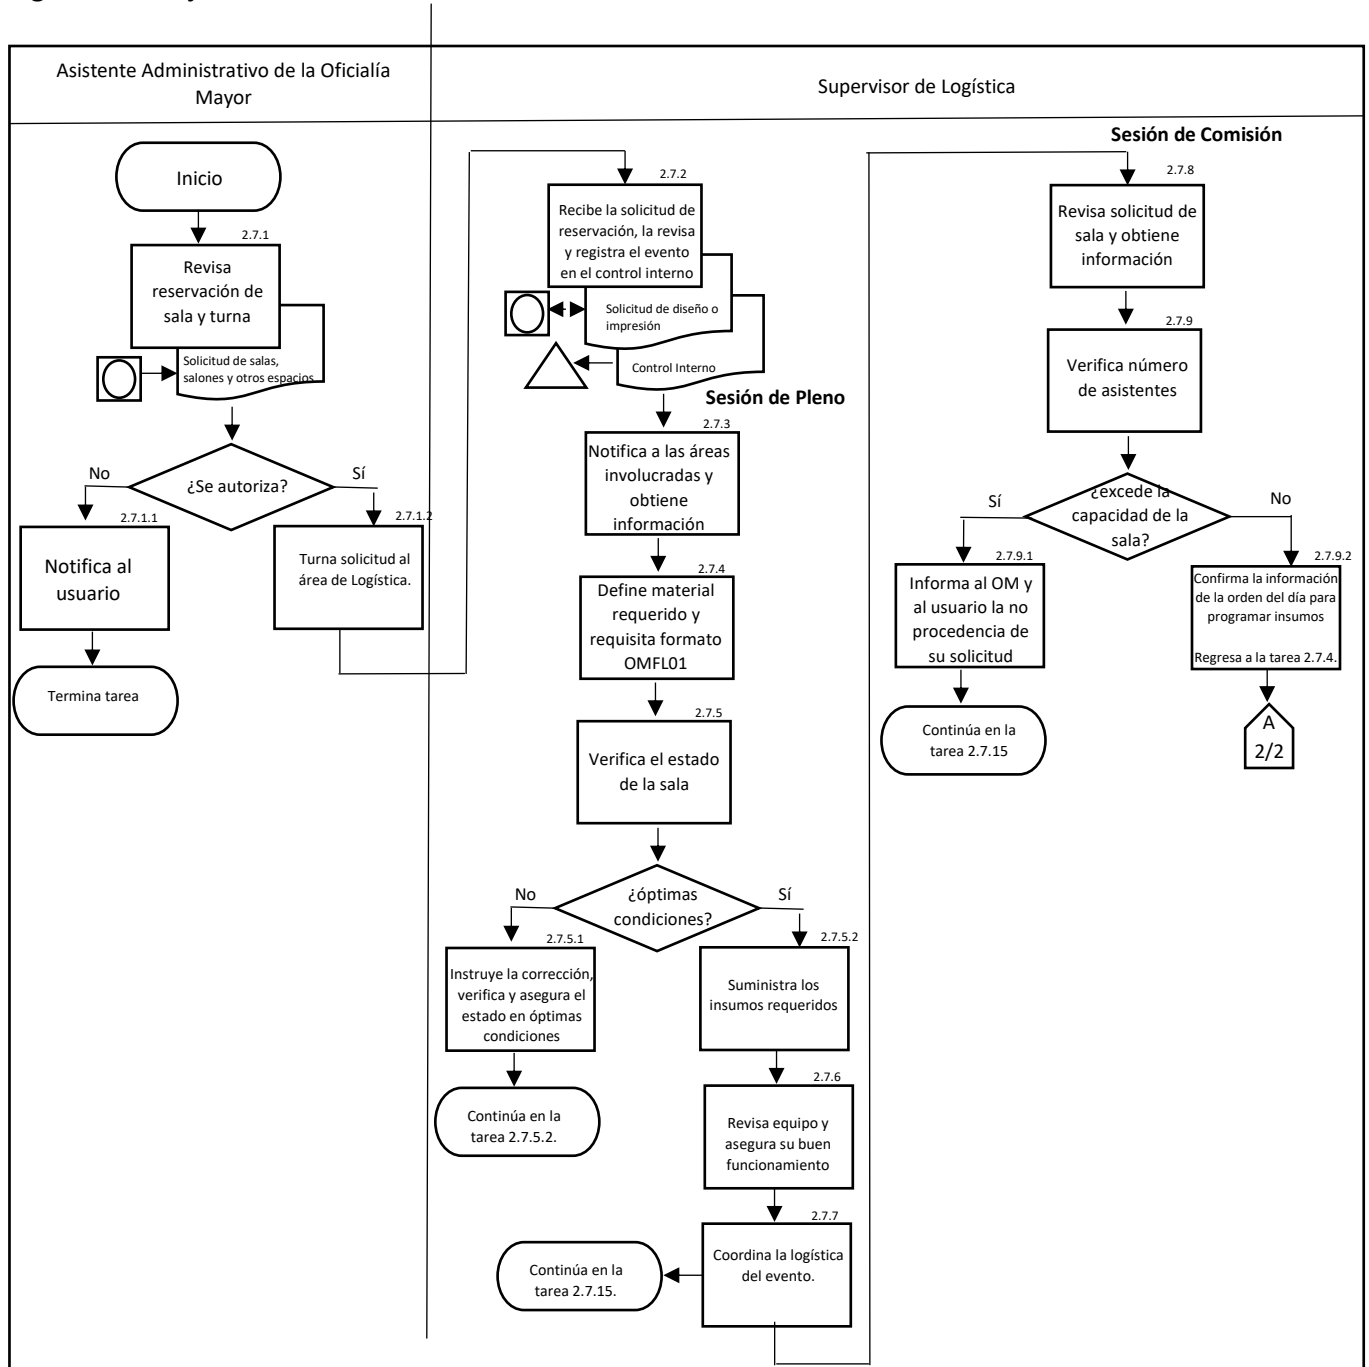 Asistente Administrativo de la Oficialía
Mayor
Supervisor de Logística
Inicio
2.7.1
Revisa
reservación de
sala y turna
Solicitud de salas,
salones y otros espacios
¿Se autoriza?
No
Sí
2.7.1.1
Notifica al
usuario
Termina tarea
2.7.1.2
Turna solicitud al
área de Logística.
2.7.2
Recibe la solicitud de
reservación, la revisa
y registra el evento
en el control interno
Solicitud de diseño o
impresión
Control Interno
Sesión de Pleno
2.7.3
Notifica a las áreas
involucradas y
obtiene
información
2.7.4
Define material
requerido y
requisita formato
OMFL01
2.7.5
Verifica el estado
de la sala
¿óptimas
condiciones?
No
Sí
2.7.5.1
Instruye la corrección,
verifica y asegura el
estado en óptimas
condiciones
Continúa en la
tarea 2.7.5.2.
2.7.5.2
Suministra los
insumos requeridos
2.7.6
Revisa equipo y
asegura su buen
funcionamiento
2.7.7
Coordina la logística
del evento.
Continúa en la
tarea 2.7.15.
Sesión de Comisión
2.7.8
Revisa solicitud de
sala y obtiene
información
2.7.9
Verifica número
de asistentes
¿excede la
capacidad de la
sala?
Sí
No
2.7.9.1
Informa al OM y
al usuario la no
procedencia de
su solicitud
Continúa en la
tarea 2.7.15
2.7.9.2
Confirma la información
de la orden del día para
programar insumos
Regresa a la tarea 2.7.4.
A
2/2